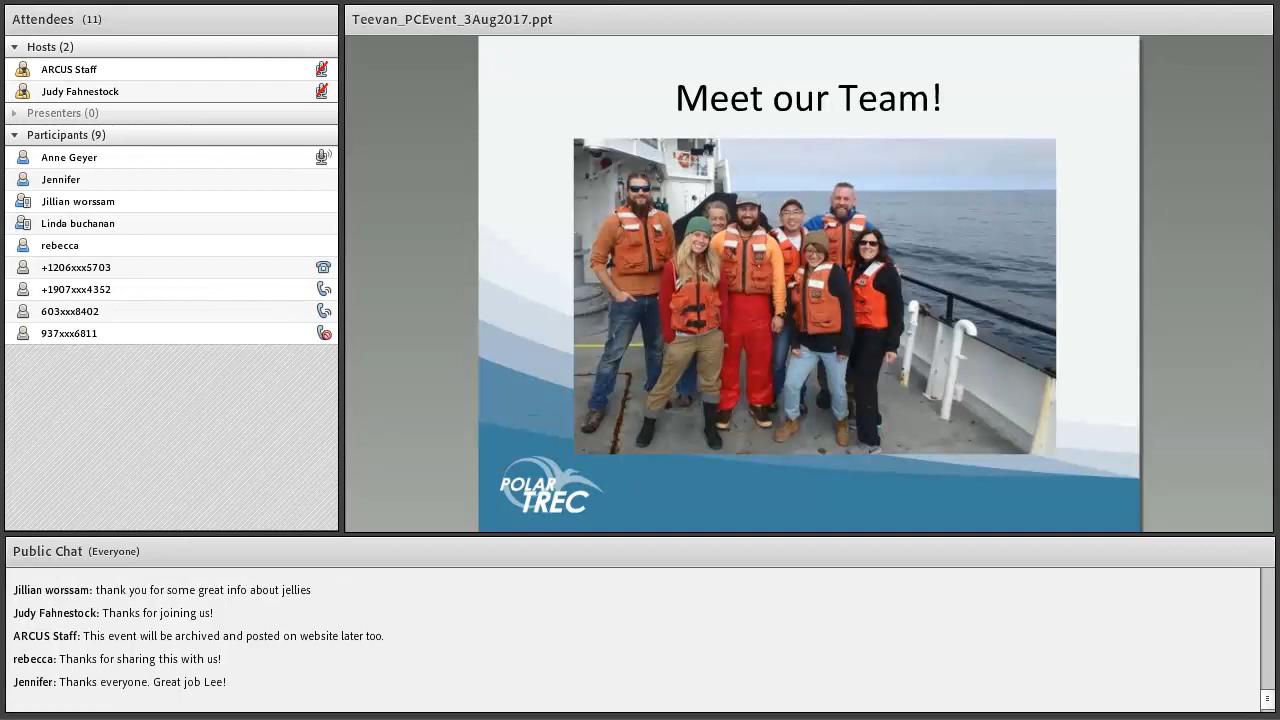 Attendees (11)
Hosts (2)
ARCUS Staff
Judy Fahnestock
Presenters (0)
Participants (9)
Anne Geyer
Jennifer
Jillian worssam
Linda buchanan
rebecca
+1206xxx5703
+1907xxx4352
603xxx8402
937xxx6811
Teevan_PCEvent_3Aug2017.ppt
Meet our Team!
POLAR
TREC
Public Chat (Everyone)
Jillian worssam: thank you for some great info about jellies
Judy Fahnestock: Thanks for joining us!
ARCUS Staff: This event will be archived and posted on website later too.
rebecca: Thanks for sharing this with us!
Jennifer: Thanks everyone. Great job Lee!